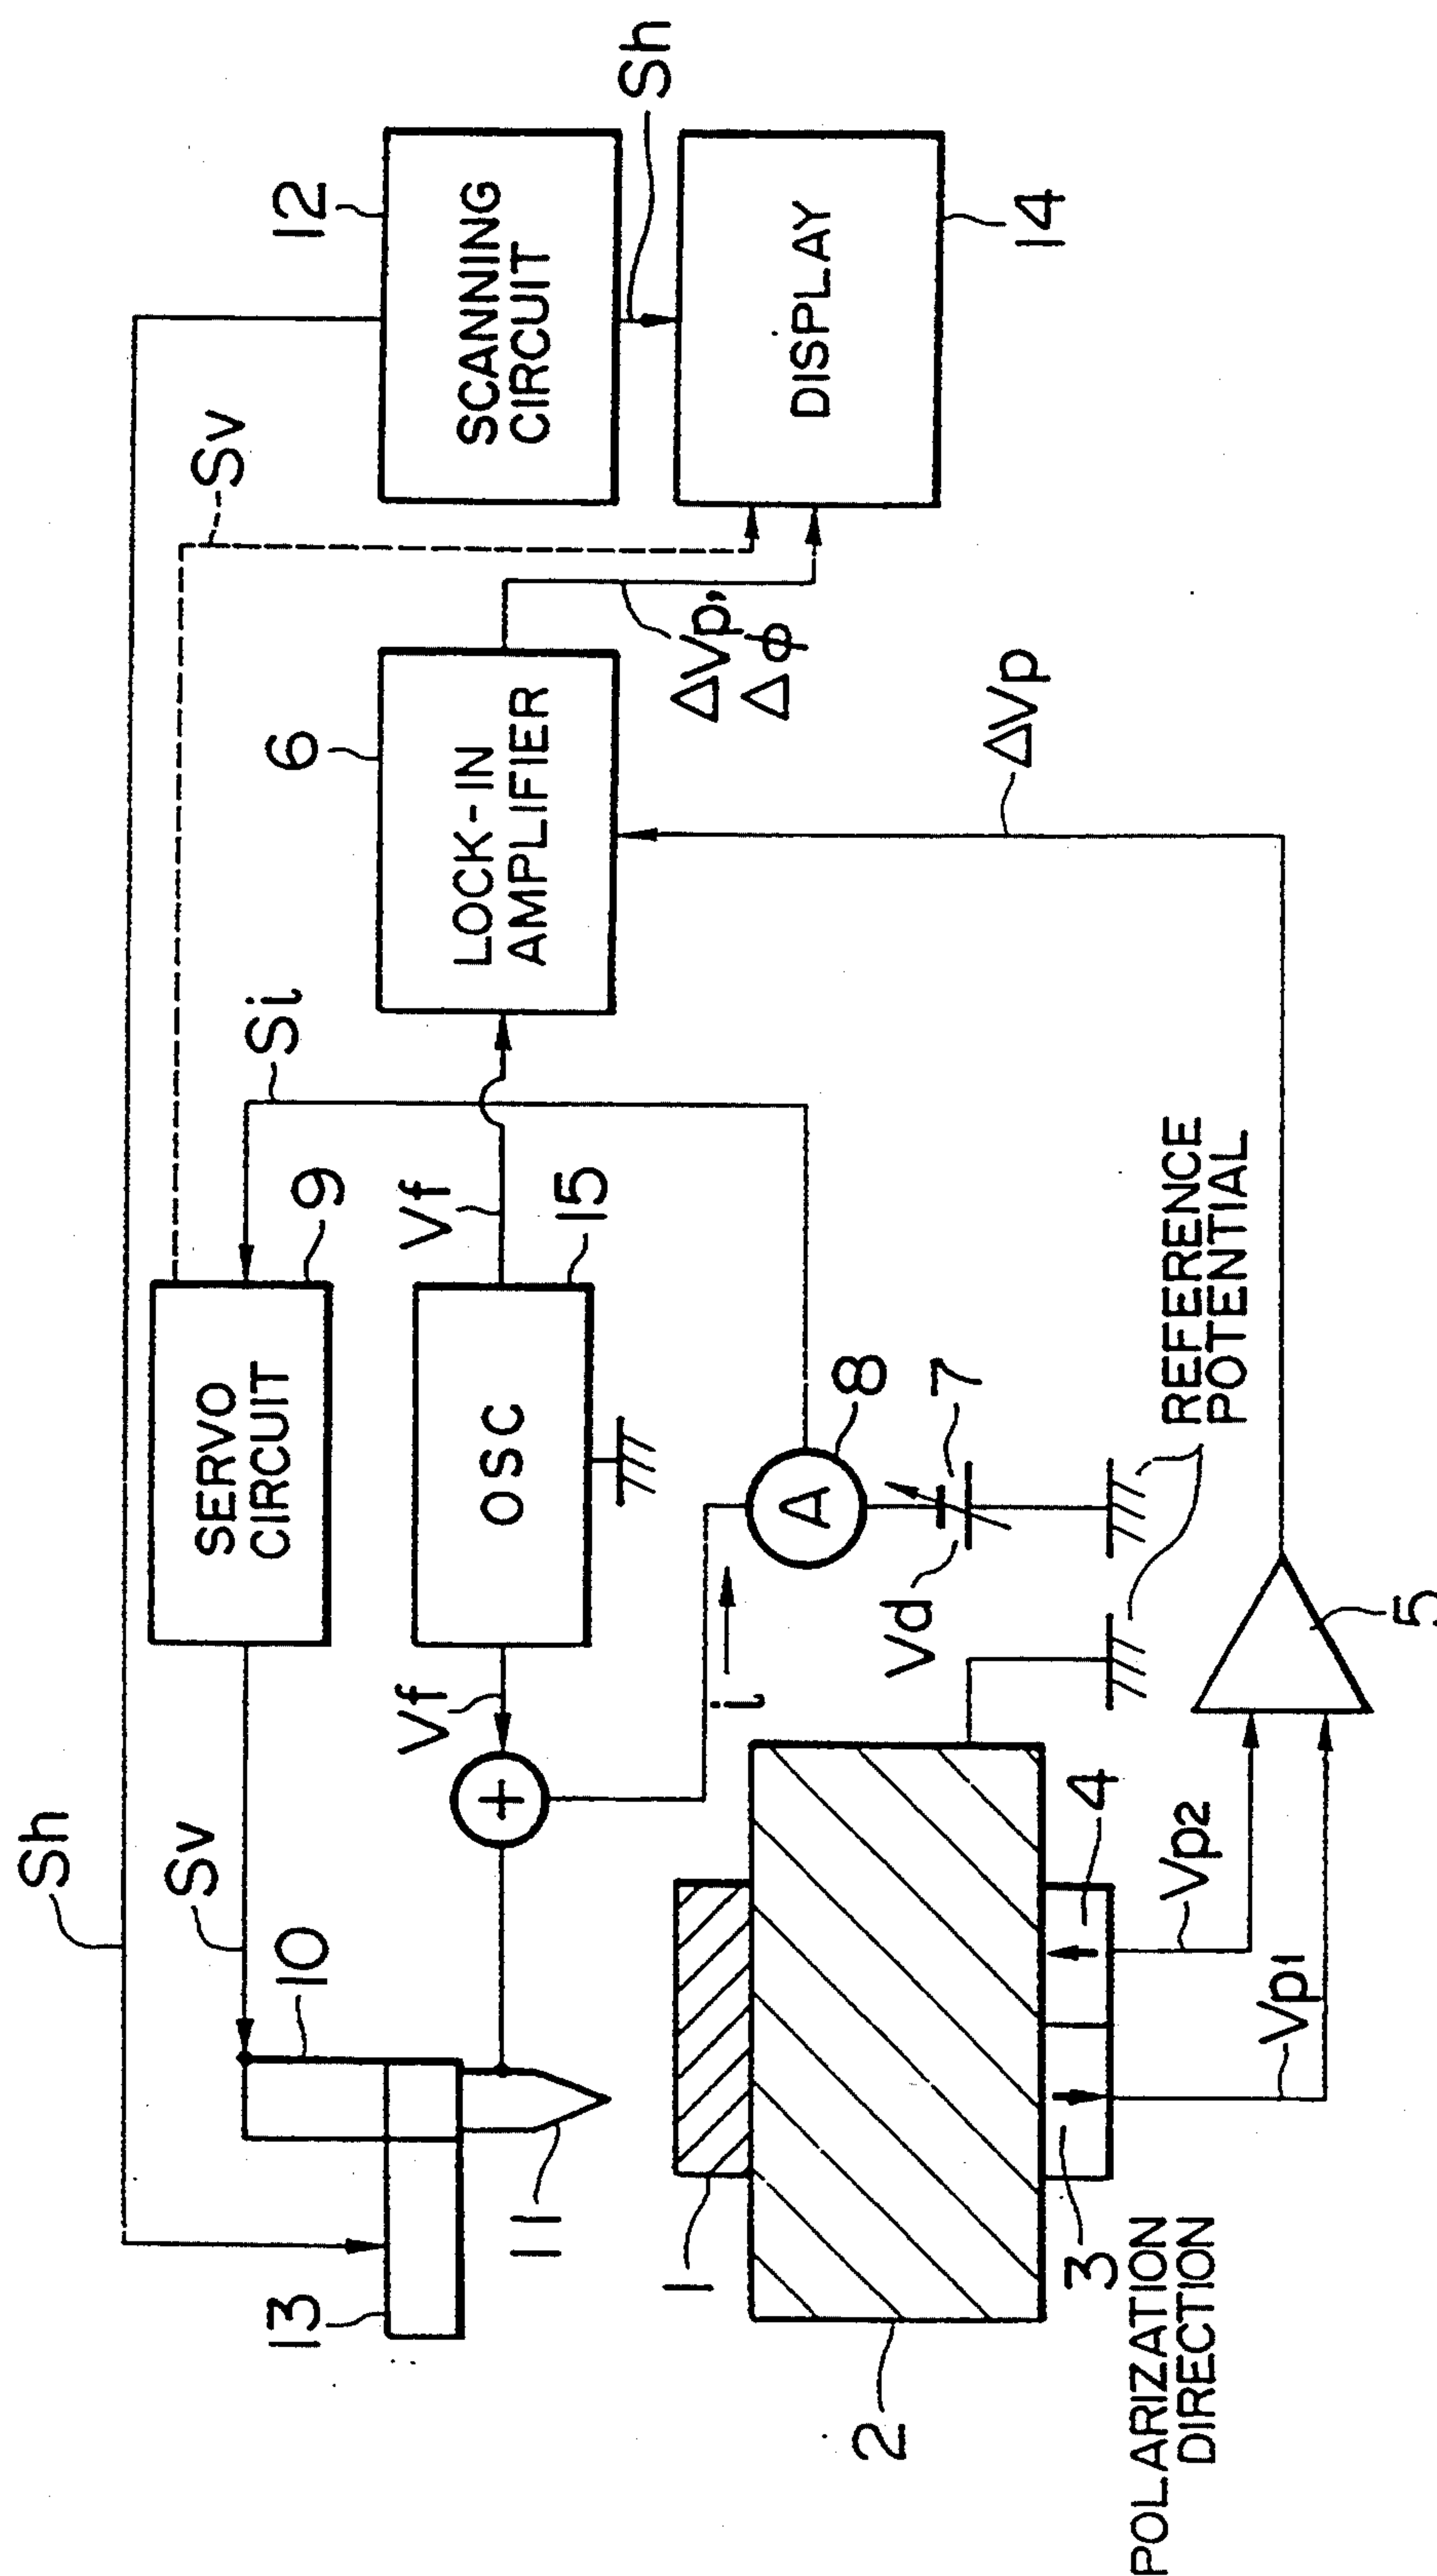 Sh
Sv
Sv
Si
Sh
12
SCANNING
CIRCUIT
DISPLAY
14
6
LOCK-IN
AMPLIFIER
ΔVp,
Δϕ
ΔVp
9
SERVO
CIRCUIT
Vf
15
OSC
Vf
10
13
11
i
A
8
7
Vd
REFERENCE
POTENTIAL
1
2
3
4
POLARIZATION
DIRECTION
Vp2
Vp1
5